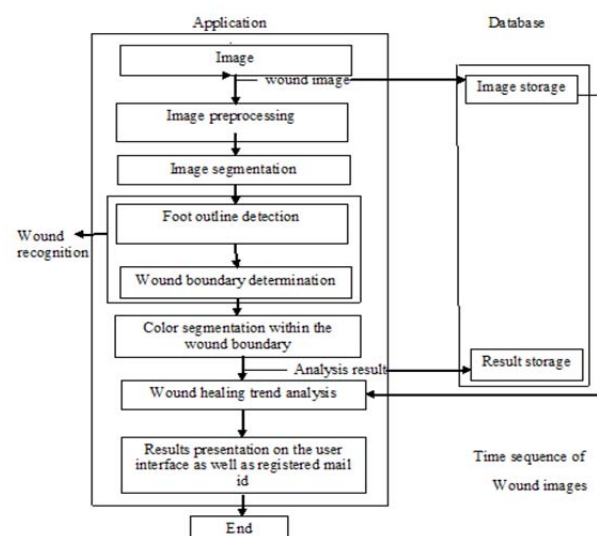 Application
Database
Image
wound image
Image storage
Image preprocessing
Image segmentation
Foot outline detection
Wound
recognition
Wound boundary determination
Color segmentation within the
wound boundary
Analysis result
Result storage
Wound healing trend analysis
Results presentation on the user
interface as well as registered mail
id
Time sequence of
Wound images
End